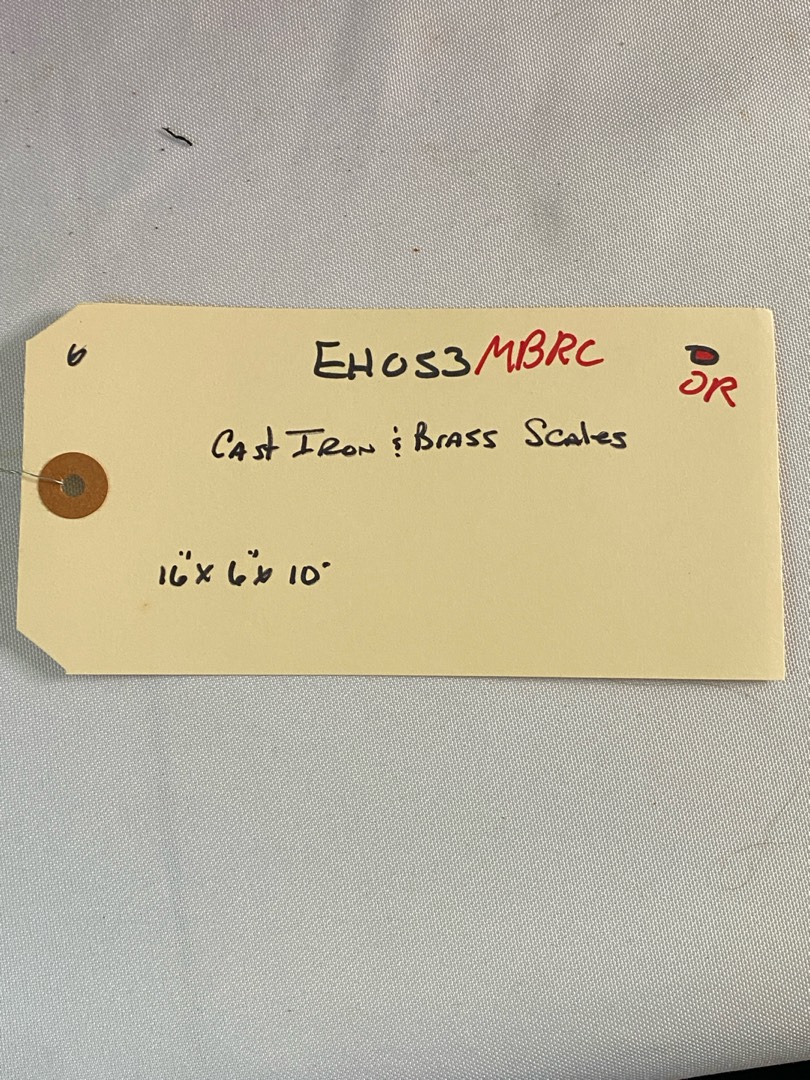 6
EH053MBRC
OR
Cast Iron & Brass Scales
16" x 6" x 10"